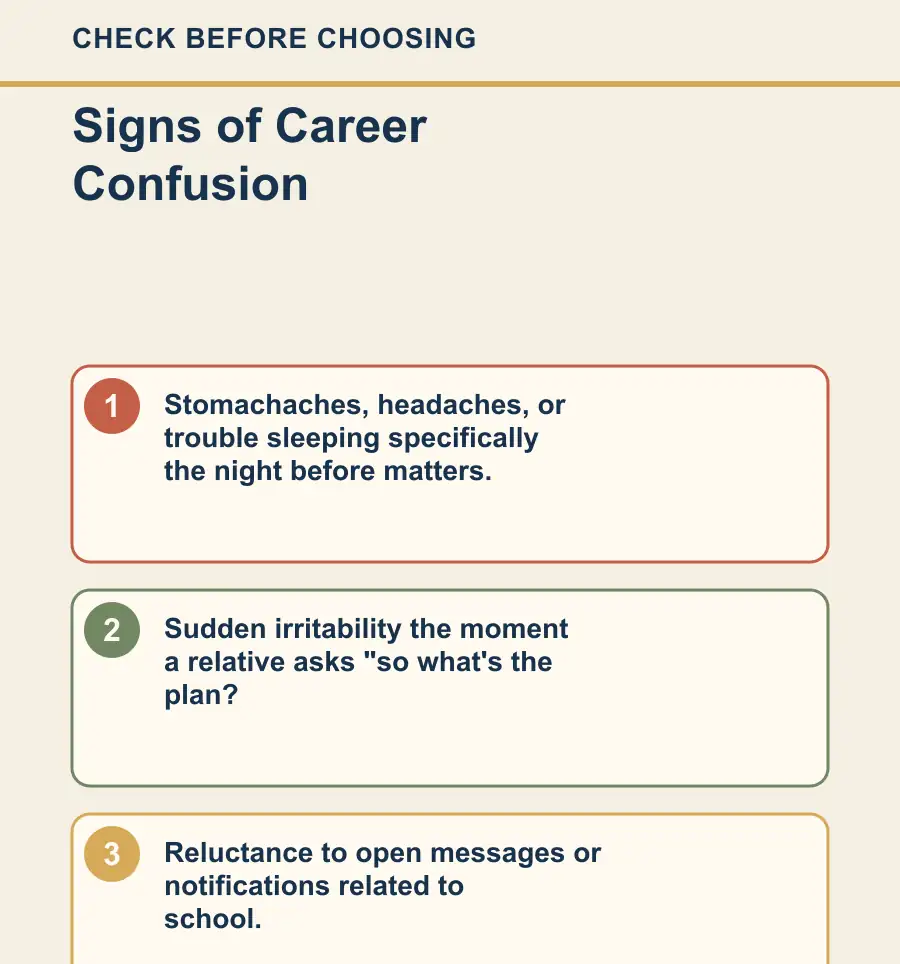 CHECK BEFORE CHOOSING
Signs of Career
Confusion
1
Stomachaches, headaches, or
trouble sleeping specifically
the night before matters.
2
Sudden irritability the moment
a relative asks "so what's the
plan?
3
Reluctance to open messages or
notifications related to
school.